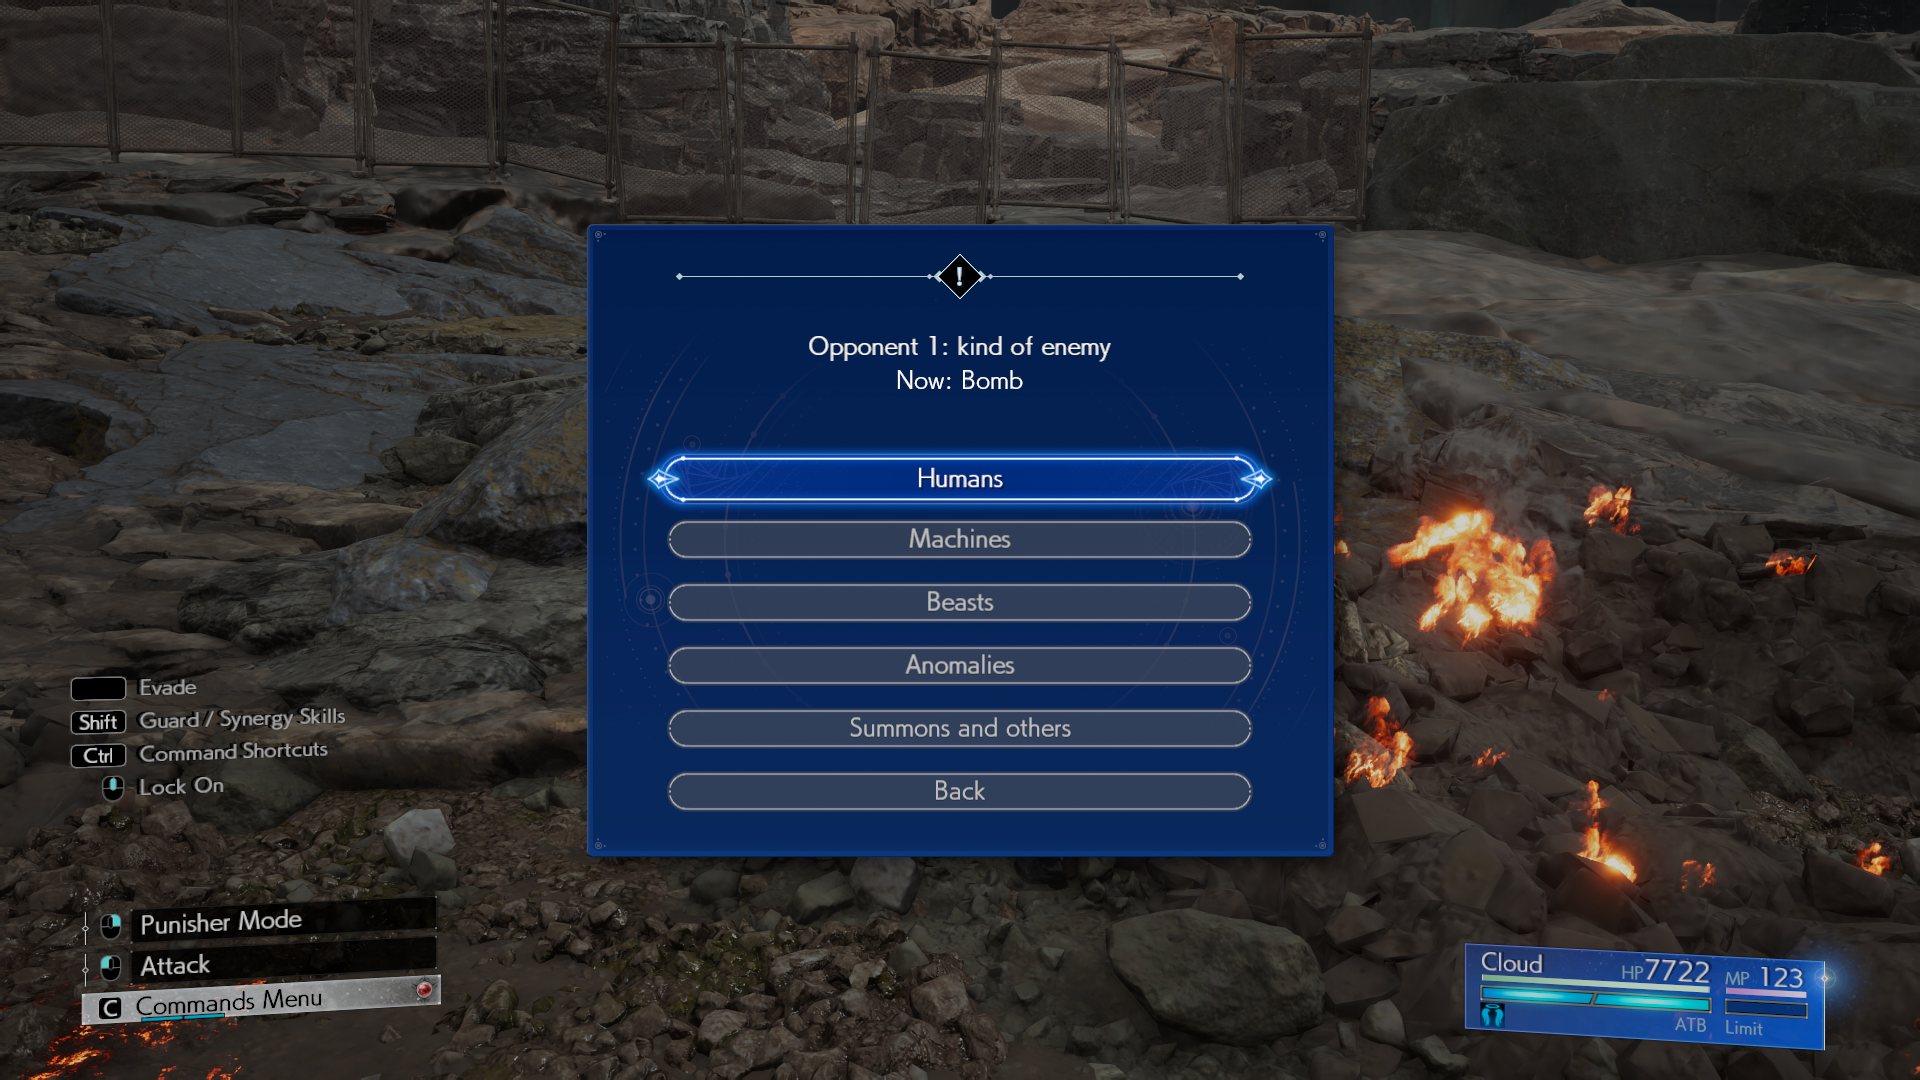 !
Opponent 1: kind of enemy
Now: Bomb
Humans
Machines
Beasts
Anomalies
Summons and others
Back
Evade
Shift Guard / Synergy Skills
Ctrl Command Shortcuts
Lock On
Punisher Mode
Attack
C Commands Menu
Cloud HP 7722 MP 123
ATB Limit